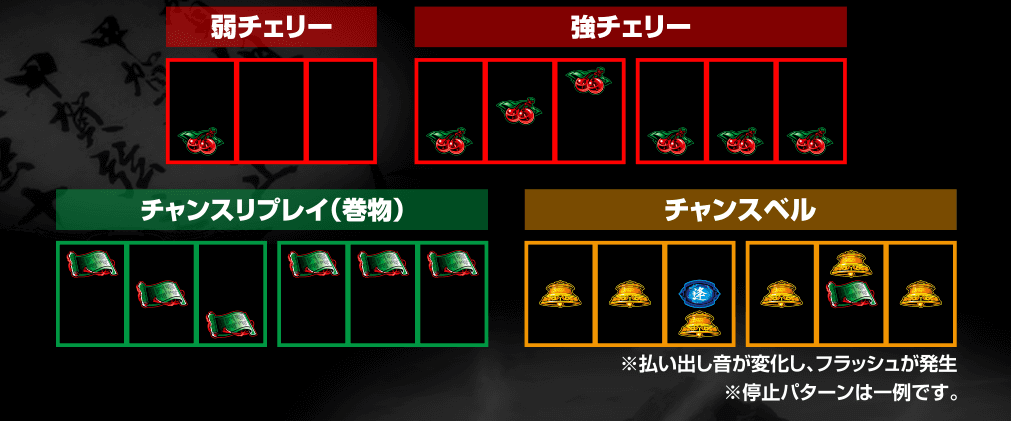 弱チェリー
強チェリー
チャンスリプレイ(巻物)
チャンスベル
※払い出し音が変化し、フラッシュが発生
※停止パターンは一例です。